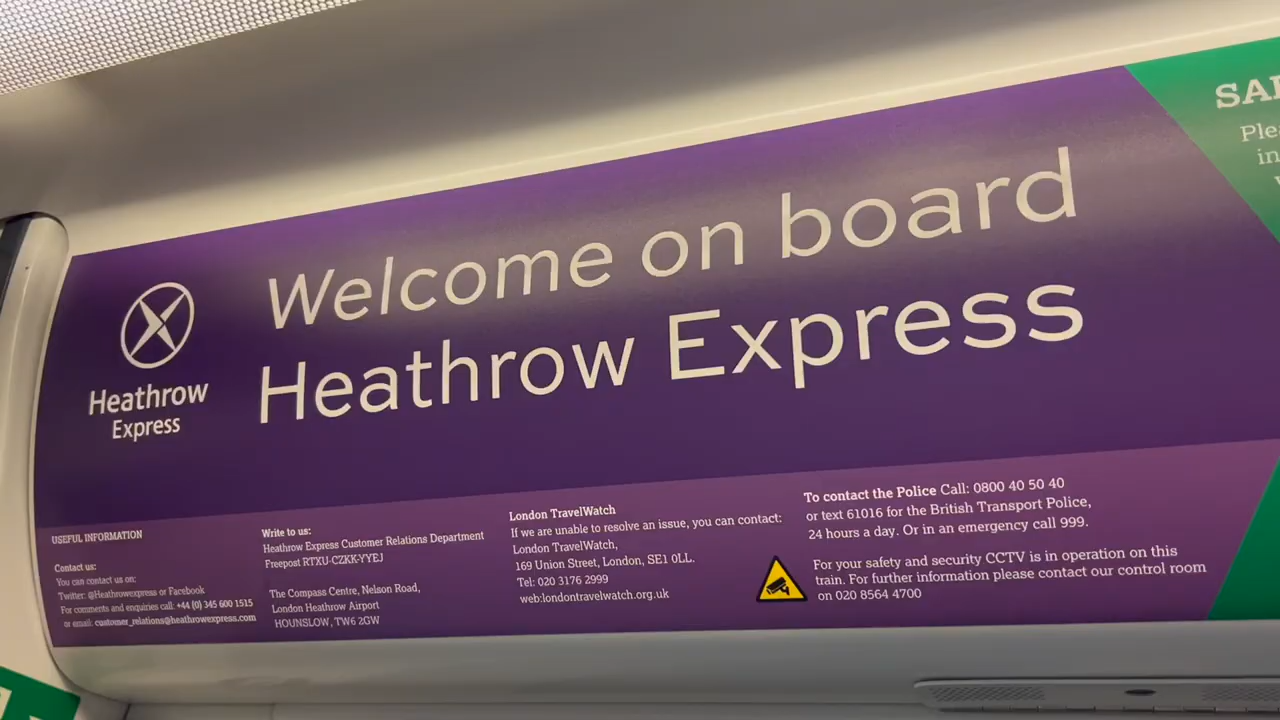 Welcome on board
Heathrow Express
Heathrow
Express
USEFUL INFORMATION
Contact us:
You can contact us on:
Twitter: @Heathrowexpress or Facebook
For comments and enquiries call: +44 (0) 345 600 1515
or email: customer_relations@heathrowexpress.com
Write to us:
Heathrow Express Customer Relations Department
Freepost RTXU-CZKK-YYEJ
The Compass Centre, Nelson Road,
London Heathrow Airport
HOUNSLOW, TW6 2GW
London TravelWatch
If we are unable to resolve an issue, you can contact:
London TravelWatch,
169 Union Street, London, SE1 0LL.
Tel: 020 3176 2999
web:londontravelwatch.org.uk
To contact the Police Call: 0800 40 50 40
or text 61016 for the British Transport Police,
24 hours a day. Or in an emergency call 999.
For your safety and security CCTV is in operation on this
train. For further information please contact our control room
on 020 8564 4700